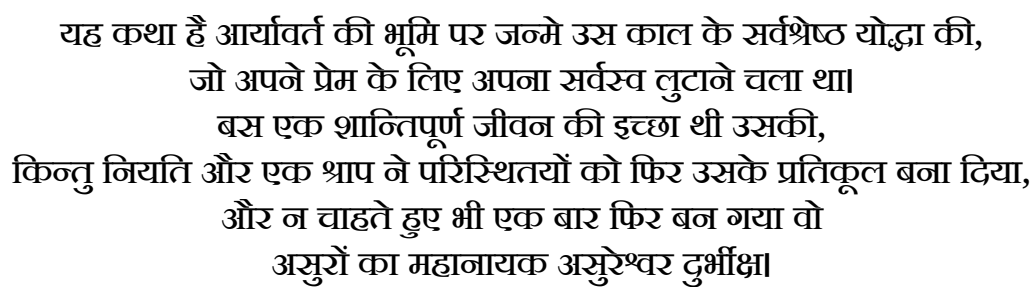 यह कथा है आर्यावर्त की भूमि पर जन्मे उस काल के सर्वश्रेष्ठ योद्धा की,
जो अपने प्रेम के लिए अपना सर्वस्व लुटाने चला था।
बस एक शान्तिपूर्ण जीवन की इच्छा थी उसकी,
किन्तु नियति और एक श्राप ने परिस्थितयों को फिर उसके प्रतिकूल बना दिया,
और न चाहते हुए भी एक बार फिर बन गया वो
असुरों का महानायक असुरेश्वर दुर्भीक्ष।